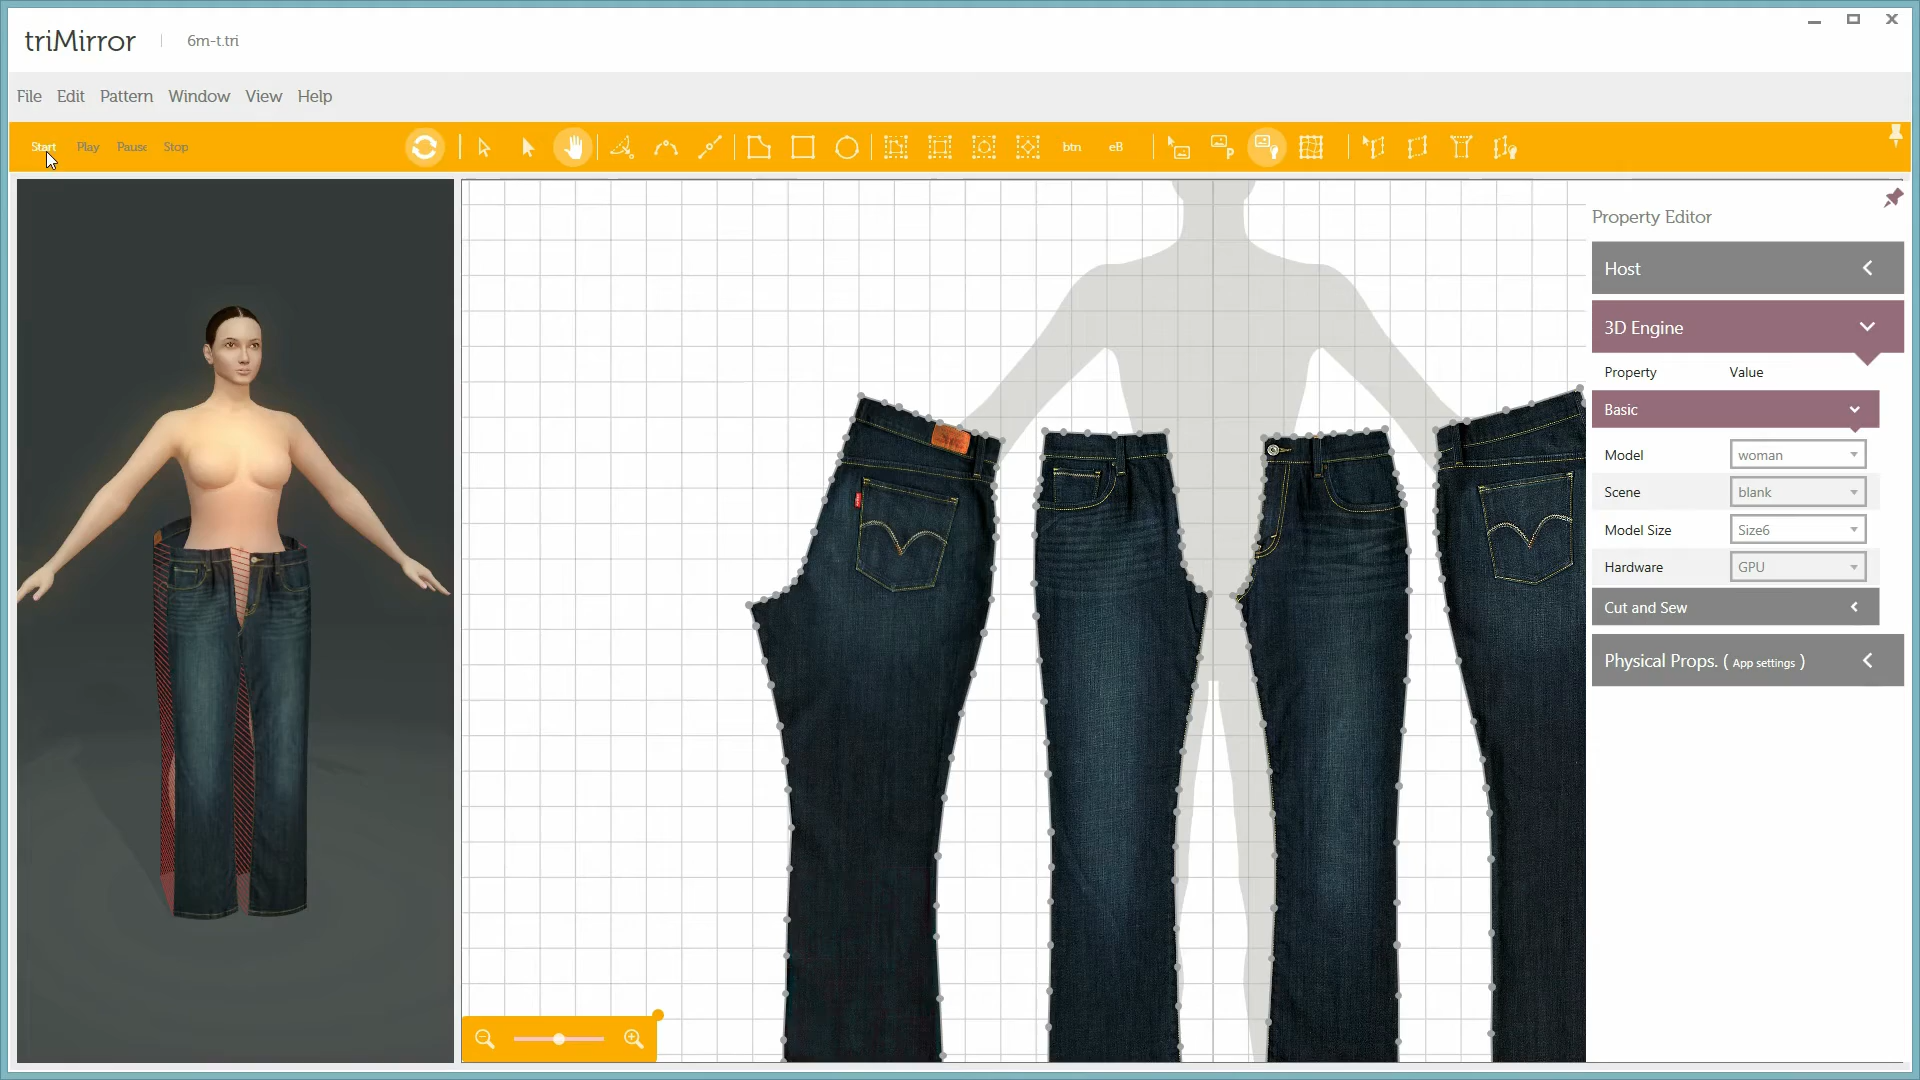 triMirror 6m-t.tri
File Edit Pattern Window View Help
Start Play Pause Stop btn eB
Property Editor
Host
3D Engine
Property Value
Basic
Model woman
Scene blank
Model Size Size6
Hardware GPU
Cut and Sew
Physical Props. ( App settings )